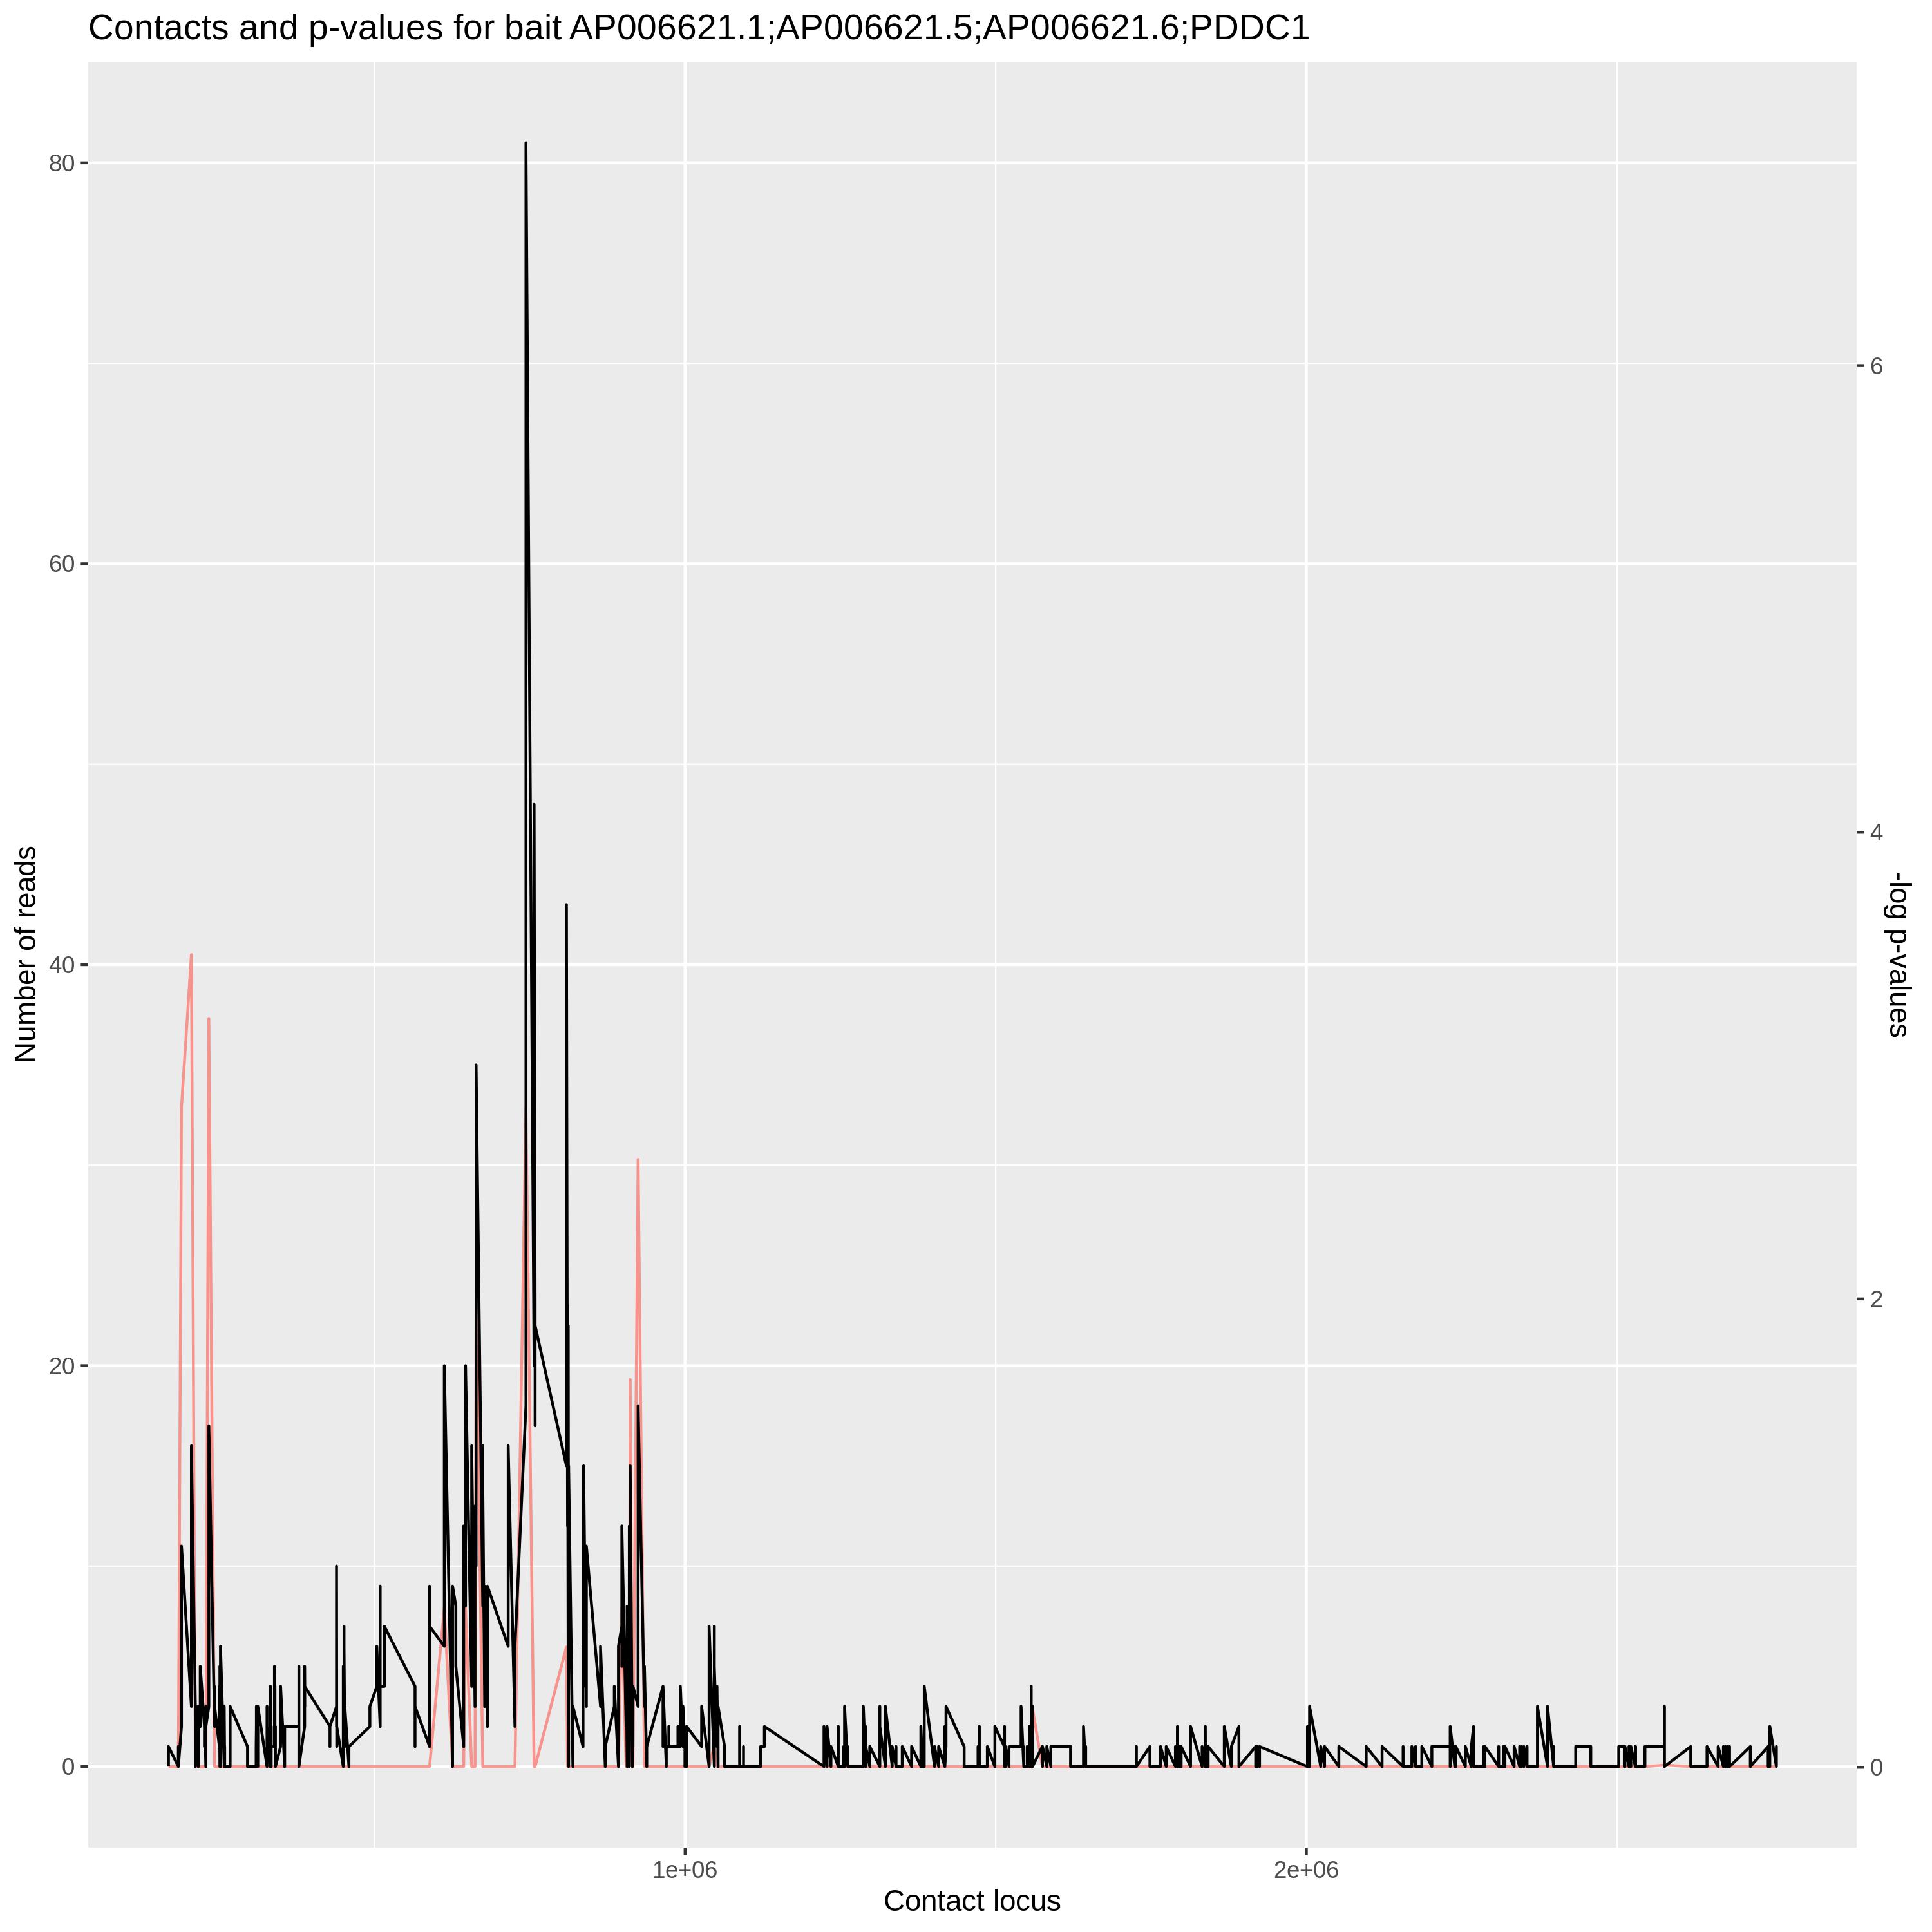 Contacts and p-values for bait AP006621.1;AP006621.5;AP006621.6;PDDC1
80
60
40
20
0
Number of reads
6
4
2
0
-log p-values
1e+06
2e+06
Contact locus